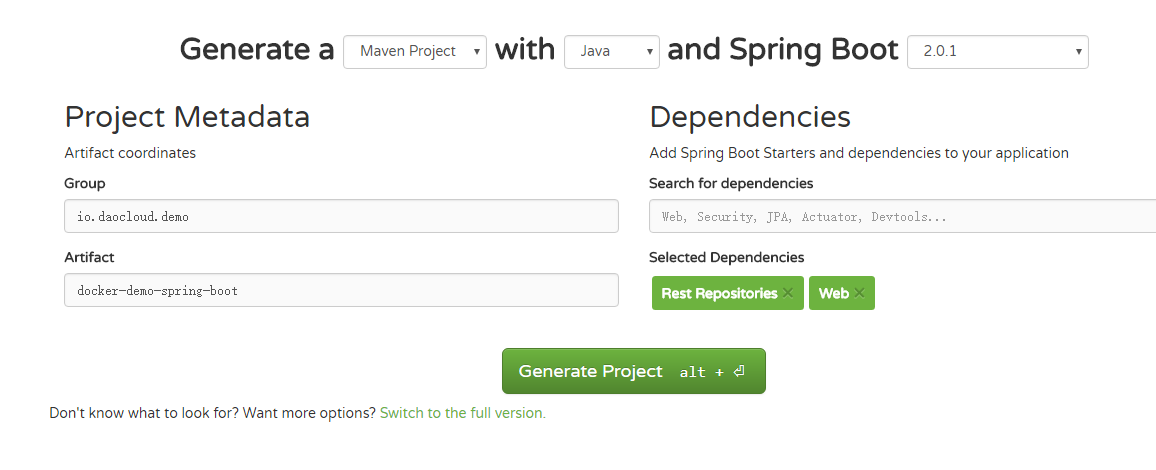 Generate a Maven Project with Java and Spring Boot 2.0.1
Project Metadata
Artifact coordinates
Group
io.daocloud.demo
Artifact
docker-demo-spring-boot
Dependencies
Add Spring Boot Starters and dependencies to your application
Search for dependencies
Web, Security, JPA, Actuator, Devtools...
Selected Dependencies
Rest Repositories × Web ×
Generate Project alt + ⏎
Don't know what to look for? Want more options? Switch to the full version.